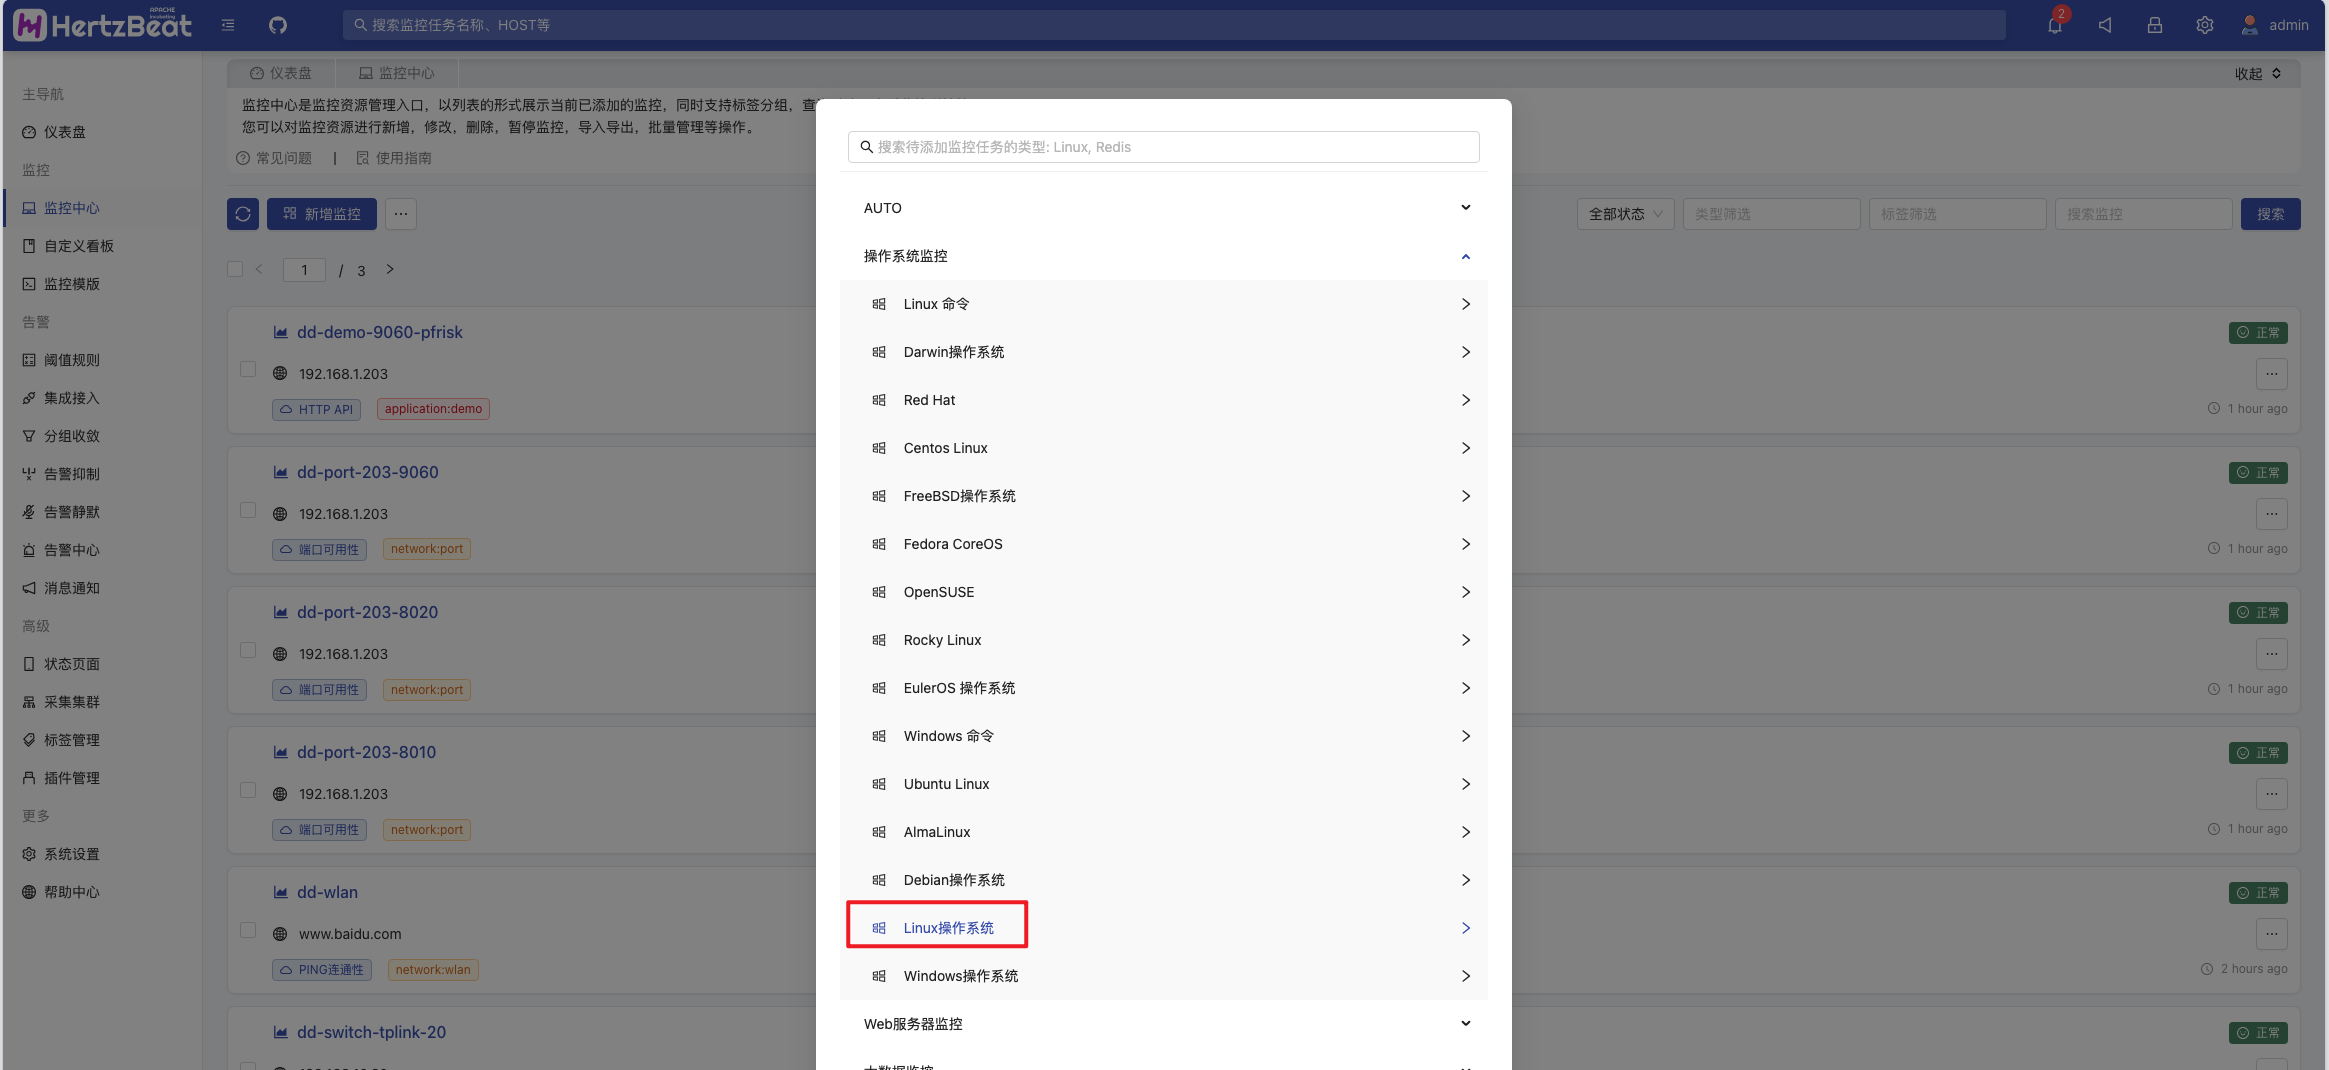 APACHE
incubating
HertzBeat
搜索监控任务名称、HOST等
2
admin
主导航
仪表盘
监控
监控中心
自定义看板
监控模版
告警
阈值规则
集成接入
分组收敛
告警抑制
告警静默
告警中心
消息通知
高级
状态页面
采集集群
标签管理
插件管理
更多
系统设置
帮助中心
仪表盘
监控中心
收起
监控中心是监控资源管理入口，以列表的形式展示当前已添加的监控，同时支持标签分组，查
您可以对监控资源进行新增，修改，删除，暂停监控，导入导出，批量管理等操作。
常见问题 | 使用指南
新增监控 ...
全部状态 类型筛选 标签筛选 搜索监控 搜索
1 / 3
dd-demo-9060-pfrisk
正常
192.168.1.203
...
HTTP API application:demo
1 hour ago
dd-port-203-9060
正常
192.168.1.203
...
端口可用性 network:port
1 hour ago
dd-port-203-8020
正常
192.168.1.203
...
端口可用性 network:port
1 hour ago
dd-port-203-8010
正常
192.168.1.203
...
端口可用性 network:port
1 hour ago
dd-wlan
正常
www.baidu.com
...
PING连通性 network:wlan
2 hours ago
dd-switch-tplink-20
正常
搜索待添加监控任务的类型: Linux, Redis
AUTO
操作系统监控
Linux 命令
Darwin操作系统
Red Hat
Centos Linux
FreeBSD操作系统
Fedora CoreOS
OpenSUSE
Rocky Linux
EulerOS 操作系统
Windows 命令
Ubuntu Linux
AlmaLinux
Debian操作系统
Linux操作系统
Windows操作系统
Web服务器监控
大数据监控